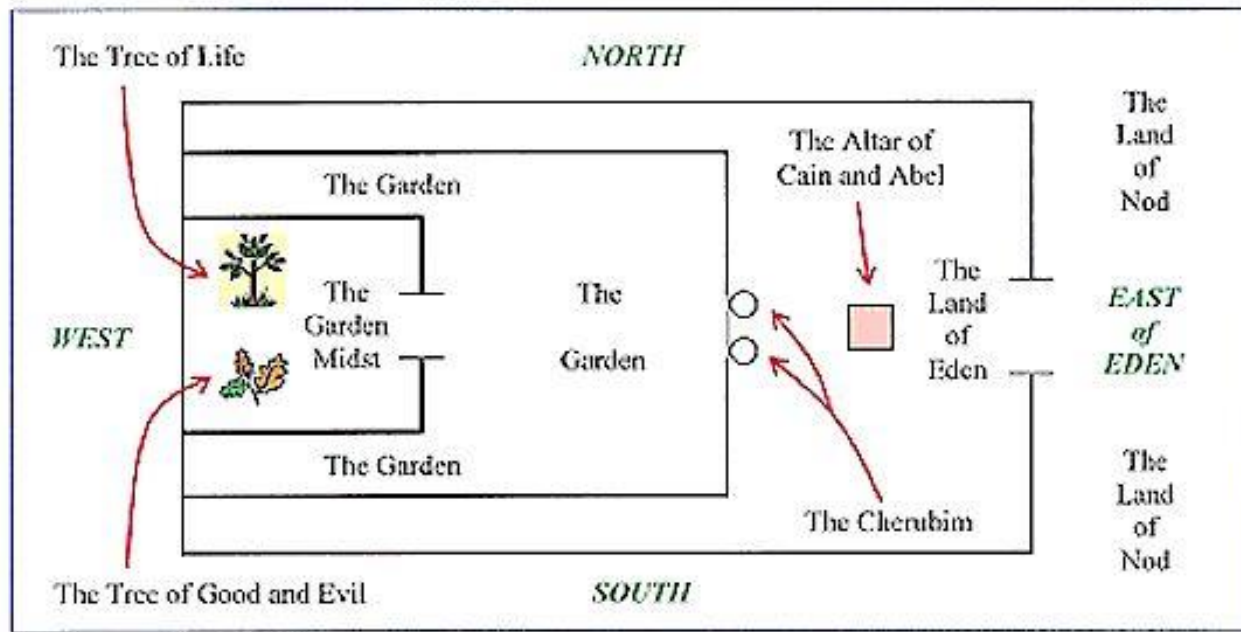 The Tree of Life
NORTH
The
Land
of
Nod
The Altar of
Cain and Abel
The Garden
The
Garden
Midst
The
Garden
The
Land
of
Eden
WEST
EAST
of
EDEN
The Garden
The Cherubim
The
Land
of
Nod
The Tree of Good and Evil
SOUTH